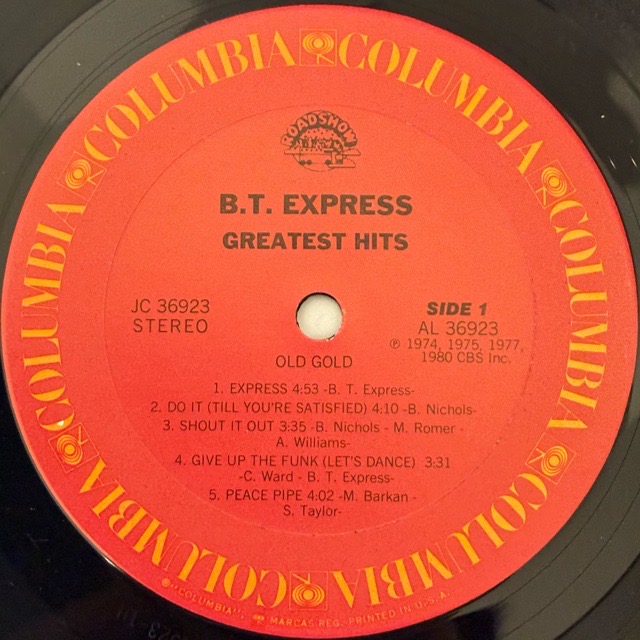 COLUMBIA COLUMBIA COLUMBIA COLUMBIA COLUMBIA COLUMBIA COLUMBIA COLUMBIA
ROADSHOW
B.T. EXPRESS
GREATEST HITS
JC 36923
STEREO
SIDE 1
AL 36923
℗ 1974, 1975, 1977,
1980 CBS Inc.
OLD GOLD
1. EXPRESS 4:53 -B. T. Express-
2. DO IT (TILL YOU'RE SATISFIED) 4:10 -B. Nichols-
3. SHOUT IT OUT 3:35 -B. Nichols - M. Romer -
A. Williams-
4. GIVE UP THE FUNK (LET'S DANCE) 3:31
-C. Ward - B. T. Express-
5. PEACE PIPE 4:02 -M. Barkan -
S. Taylor-
"COLUMBIA", MARCAS REG. PRINTED IN U.S.A.